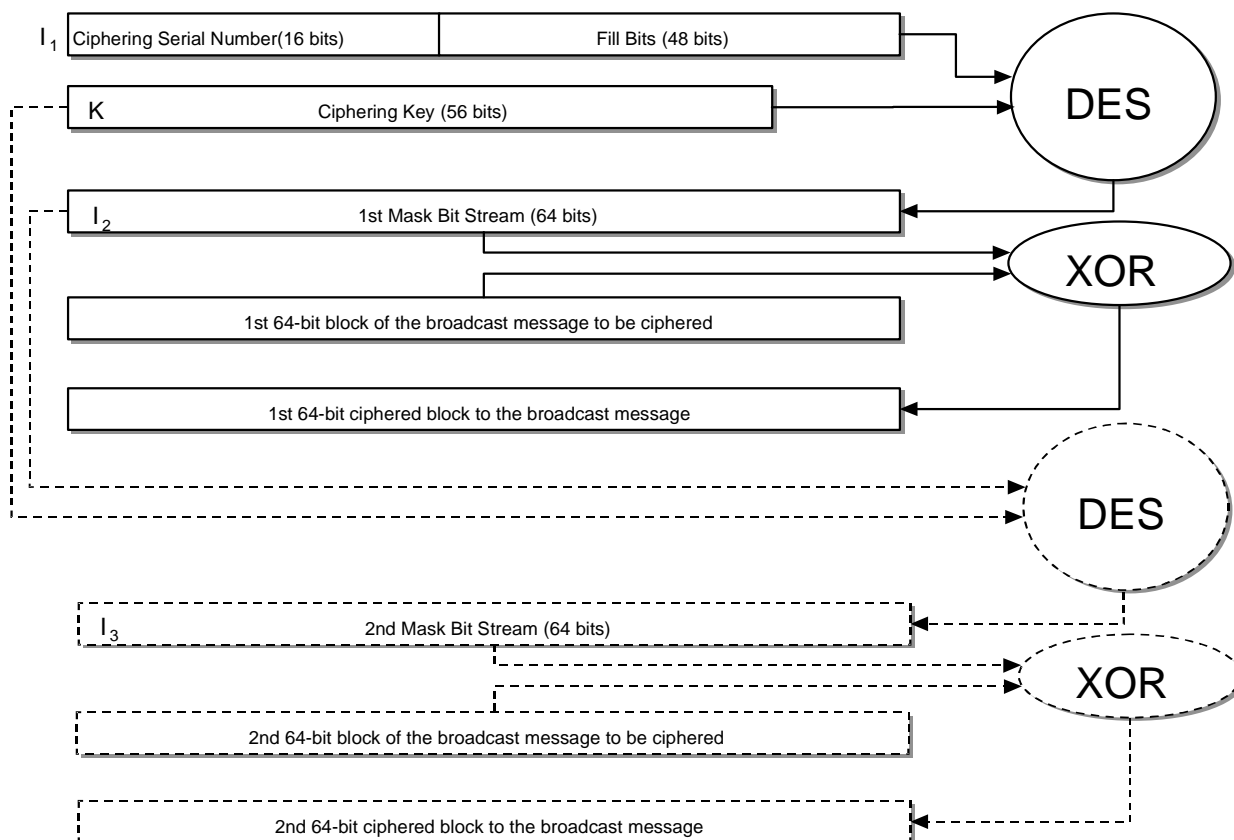 I1 Ciphering Serial Number(16 bits) Fill Bits (48 bits)
DES
K Ciphering Key (56 bits)
I2 1st Mask Bit Stream (64 bits)
XOR
1st 64-bit block of the broadcast message to be ciphered
1st 64-bit ciphered block to the broadcast message
DES
I3 2nd Mask Bit Stream (64 bits)
XOR
2nd 64-bit block of the broadcast message to be ciphered
2nd 64-bit ciphered block to the broadcast message